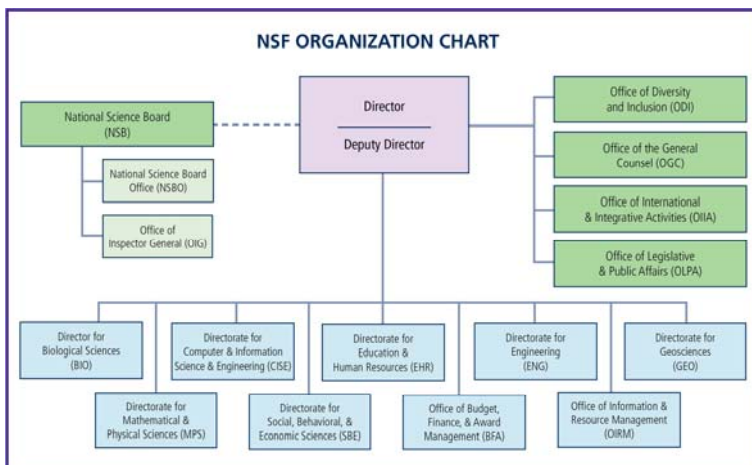 NSF ORGANIZATION CHART
National Science Board
(NSB)
National Science Board
Office (NSBO)
Office of
Inspector General (OIG)
Director
Deputy Director
Office of Diversity
and Inclusion (ODI)
Office of the General
Counsel (OGC)
Office of International
& Integrative Activities (OIIA)
Office of Legislative
& Public Affairs (OLPA)
Director for
Biological Sciences
(BIO)
Directorate for
Computer & Information
Science & Engineering (CISE)
Directorate for
Education &
Human Resources (EHR)
Directorate for
Engineering
(ENG)
Directorate for
Geosciences
(GEO)
Directorate for
Mathematical &
Physical Sciences (MPS)
Directorate for
Social, Behavioral, &
Economic Sciences (SBE)
Office of Budget,
Finance, & Award
Management (BFA)
Office of Information &
Resource Management
(OIRM)